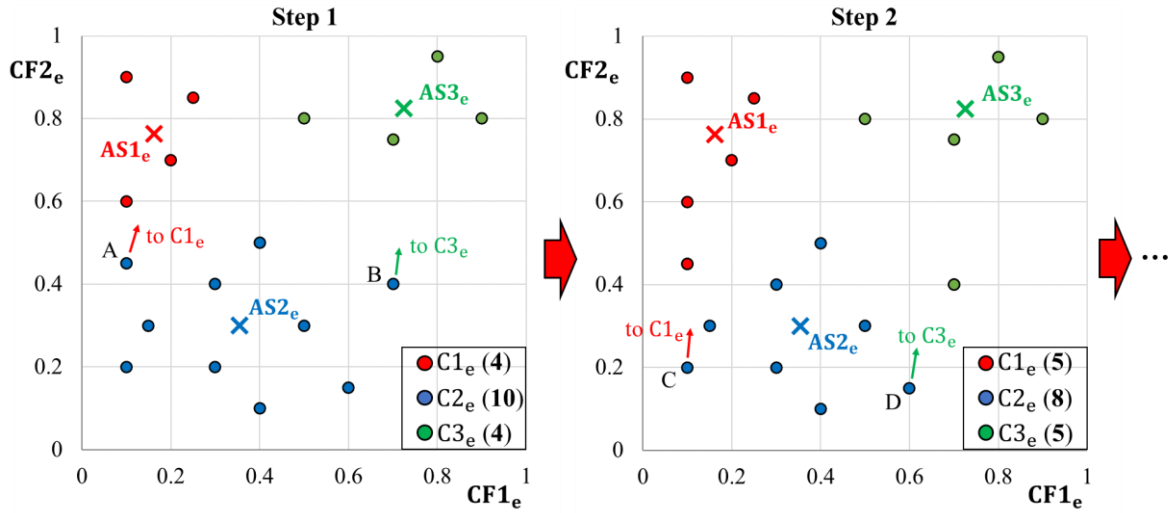 Step 1
1
CF2e
0.8
0.6
0.4
0.2
0
0
0.2
0.4
0.6
0.8
1
CF1e
AS1e
AS3e
A
to C1e
B
to C3e
AS2e
C1e (4)
C2e (10)
C3e (4)
Step 2
1
CF2e
0.8
0.6
0.4
0.2
0
0
0.2
0.4
0.6
0.8
1
CF1e
AS1e
AS3e
to C1e
AS2e
to C3e
C
D
C1e (5)
C2e (8)
C3e (5)
...